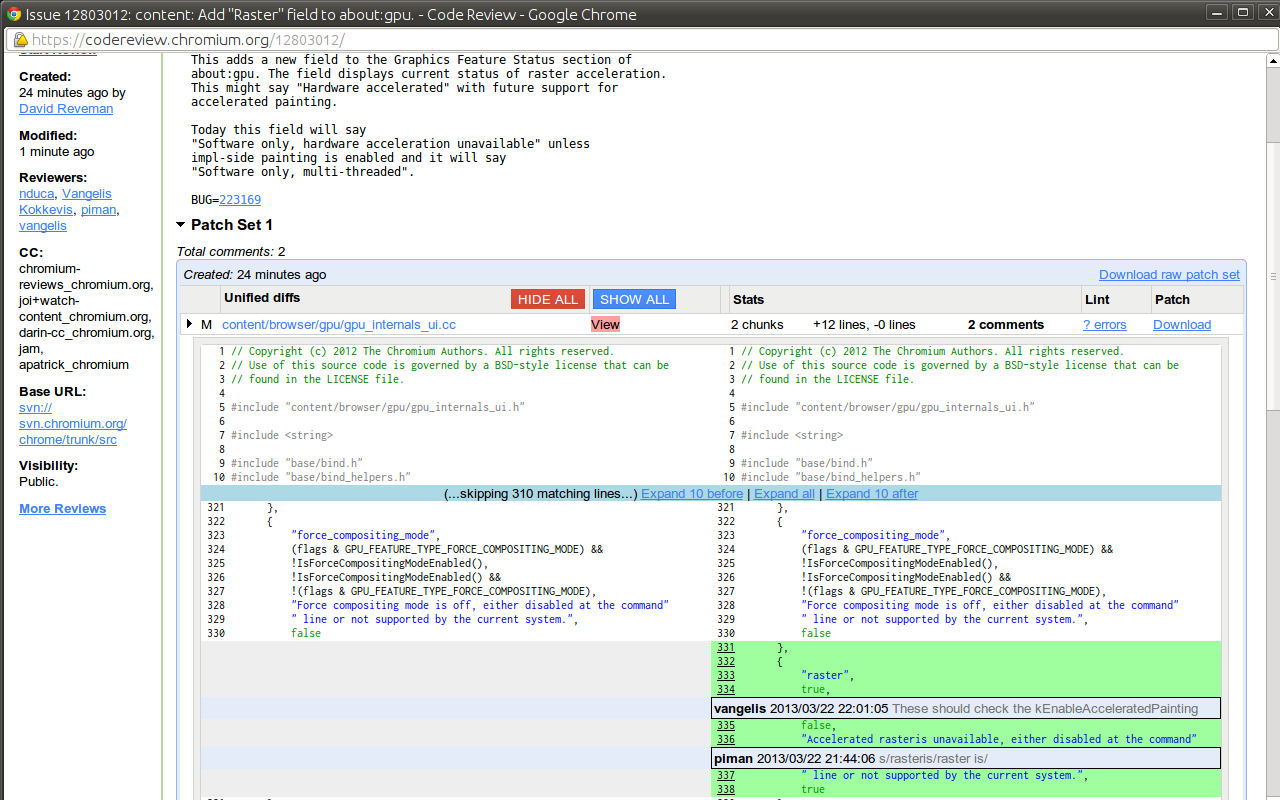 Issue 12803012: content: Add "Raster" field to about:gpu. - Code Review - Google Chrome
https://codereview.chromium.org/12803012/
Created:
24 minutes ago by
David Reveman
Modified:
1 minute ago
Reviewers:
nduca, Vangelis
Kokkevis, piman,
vangelis
CC:
chromium-
reviews_chromium.org,
joi+watch-
content_chromium.org,
darin-cc_chromium.org,
jam,
apatrick_chromium
Base URL:
svn://
svn.chromium.org/
chrome/trunk/src
Visibility:
Public.
More Reviews
This adds a new field to the Graphics Feature Status section of
about:gpu. The field displays current status of raster acceleration.
This might say "Hardware accelerated" with future support for
accelerated painting.
Today this field will say
"Software only, hardware acceleration unavailable" unless
impl-side painting is enabled and it will say
"Software only, multi-threaded".
BUG=223169
Patch Set 1
Total comments: 2
Created: 24 minutes ago Download raw patch set
Unified diffs HIDE ALL SHOW ALL Stats Lint Patch
M content/browser/gpu/gpu_internals_ui.cc View 2 chunks +12 lines, -0 lines 2 comments ? errors Download
1 // Copyright (c) 2012 The Chromium Authors. All rights reserved. 1 // Copyright (c) 2012 The Chromium Authors. All rights reserved.
2 // Use of this source code is governed by a BSD-style license that can be 2 // Use of this source code is governed by a BSD-style license that can be
3 // found in the LICENSE file. 3 // found in the LICENSE file.
4 4
5 #include "content/browser/gpu/gpu_internals_ui.h" 5 #include "content/browser/gpu/gpu_internals_ui.h"
6 6
7 #include <string> 7 #include <string>
8 8
9 #include "base/bind.h" 9 #include "base/bind.h"
10 #include "base/bind_helpers.h" 10 #include "base/bind_helpers.h"
(...skipping 310 matching lines...) Expand 10 before | Expand all | Expand 10 after
321 }, 321 },
322 { 322 {
323 "force_compositing_mode", 323 "force_compositing_mode",
324 (flags & GPU_FEATURE_TYPE_FORCE_COMPOSITING_MODE) && 324 (flags & GPU_FEATURE_TYPE_FORCE_COMPOSITING_MODE) &&
325 !IsForceCompositingModeEnabled(), 325 !IsForceCompositingModeEnabled(),
326 !IsForceCompositingModeEnabled() && 326 !IsForceCompositingModeEnabled() &&
327 !(flags & GPU_FEATURE_TYPE_FORCE_COMPOSITING_MODE), 327 !(flags & GPU_FEATURE_TYPE_FORCE_COMPOSITING_MODE),
328 "Force compositing mode is off, either disabled at the command" 328 "Force compositing mode is off, either disabled at the command"
329 " line or not supported by the current system.", 329 " line or not supported by the current system.",
330 false 330 false
331 },
332 {
333 "raster",
334 true,
vangelis 2013/03/22 22:01:05 These should check the kEnableAcceleratedPainting
335 false,
336 "Accelerated rasteris unavailable, either disabled at the command"
piman 2013/03/22 21:44:06 s/rasteris/raster is/
337 " line or not supported by the current system.",
338 true